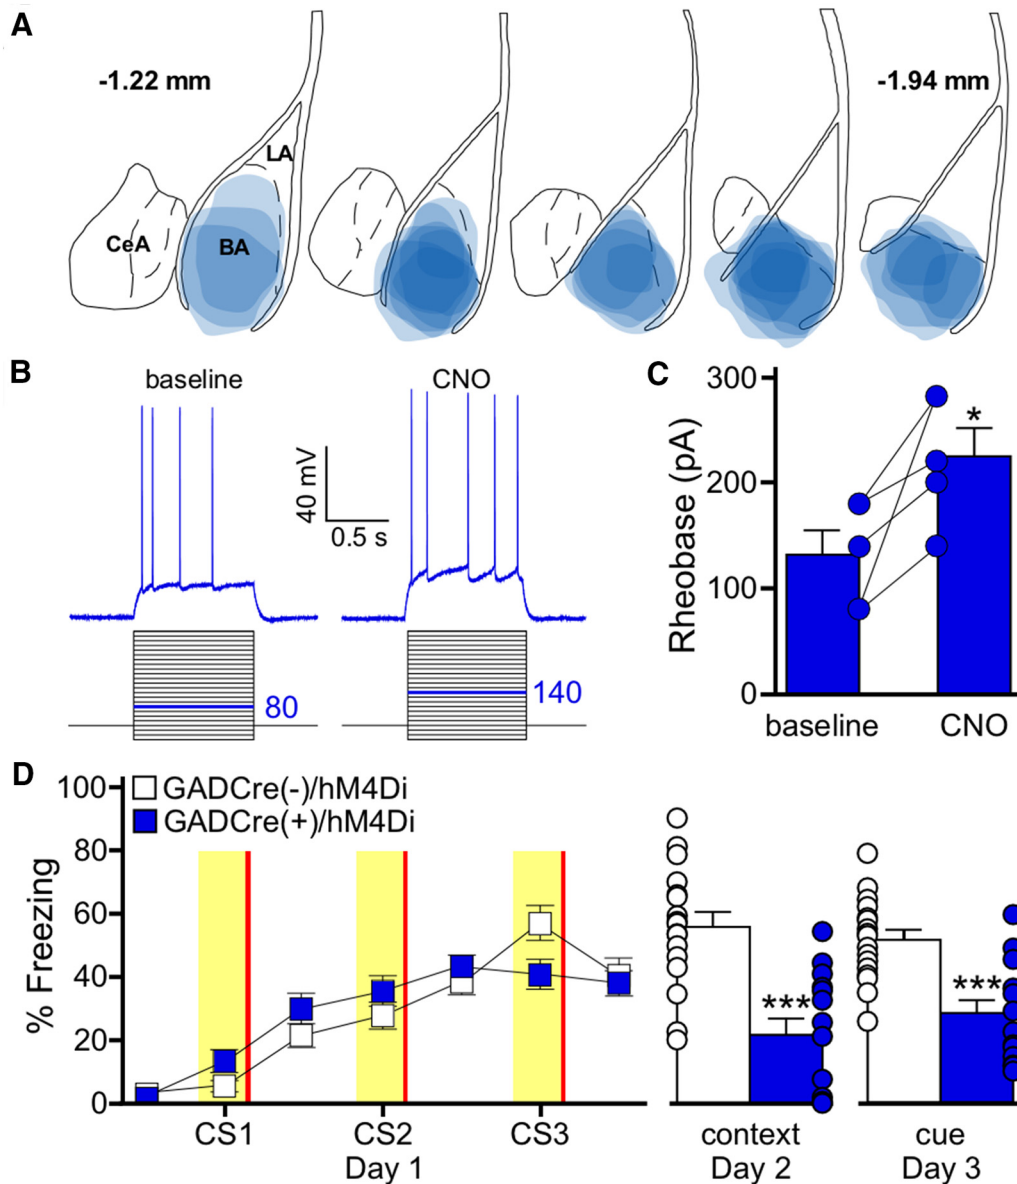 A
-1.22 mm
-1.94 mm
LA
CeA
BA
B
baseline
CNO
40 mV
0.5 s
80
140
C
Rheobase (pA)
300
200
100
0
*
baseline
CNO
D
% Freezing
100
80
60
40
20
0
GADCre(-)/hM4Di
GADCre(+)/hM4Di
CS1
CS2
CS3
Day 1
***
context
Day 2
***
cue
Day 3